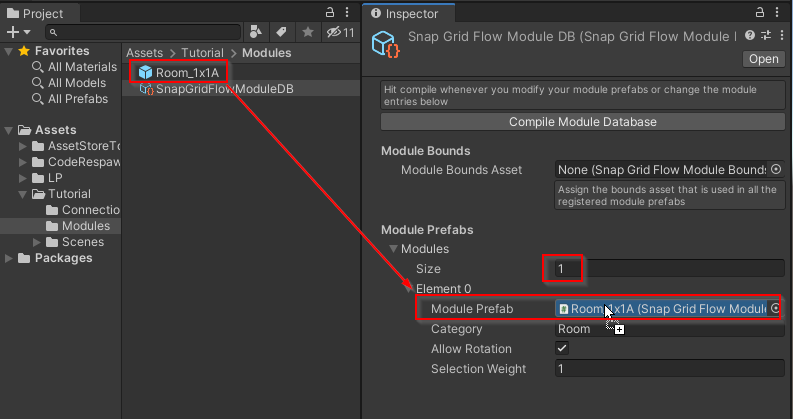 Project
11
Favorites
All Materials
All Models
All Prefabs
Assets
AssetStoreTo
CodeRespaw
LP
Tutorial
Connectio
Modules
Scenes
Packages
Assets > Tutorial > Modules
Room_1x1A
SnapGridFlowModuleDB
Inspector
Snap Grid Flow Module DB (Snap Grid Flow Module I
Open
Hit compile whenever you modify your module prefabs or change the module
entries below
Compile Module Database
Module Bounds
Module Bounds Asset None (Snap Grid Flow Module Bounds
Assign the bounds asset that is used in all the
registered module prefabs
Module Prefabs
Modules
Size 1
Element 0
Module Prefab Room_1x1A (Snap Grid Flow Module
Category Room
Allow Rotation
Selection Weight 1